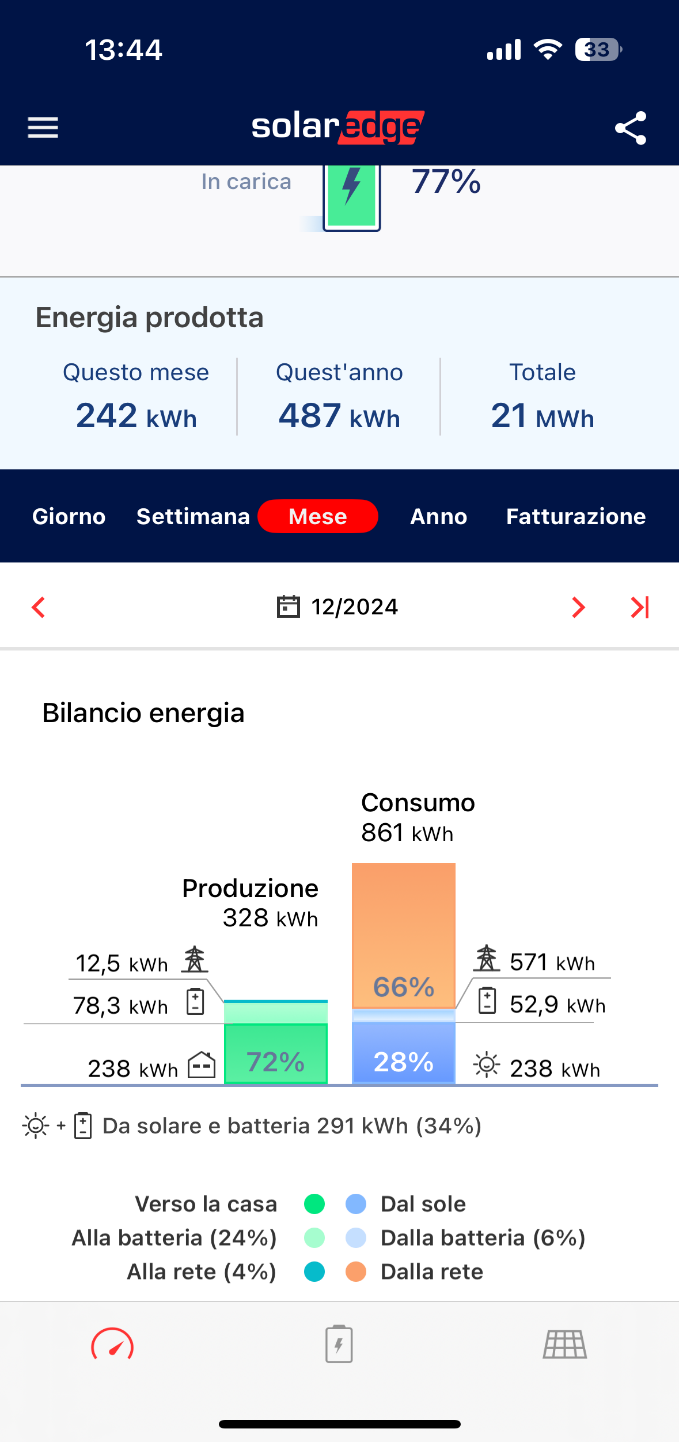 13:44
33
solaredge
In carica
77%
Energia prodotta
Questo mese
242 kWh
Quest'anno
487 kWh
Totale
21 MWh
Giorno
Settimana
Mese
Anno
Fatturazione
12/2024
Bilancio energia
Consumo
861 kWh
Produzione
328 kWh
12,5 kWh
571 kWh
66%
78,3 kWh
52,9 kWh
238 kWh
72%
28%
238 kWh
+
Da solare e batteria 291 kWh (34%)
Verso la casa
Dal sole
Alla batteria (24%)
Dalla batteria (6%)
Alla rete (4%)
Dalla rete